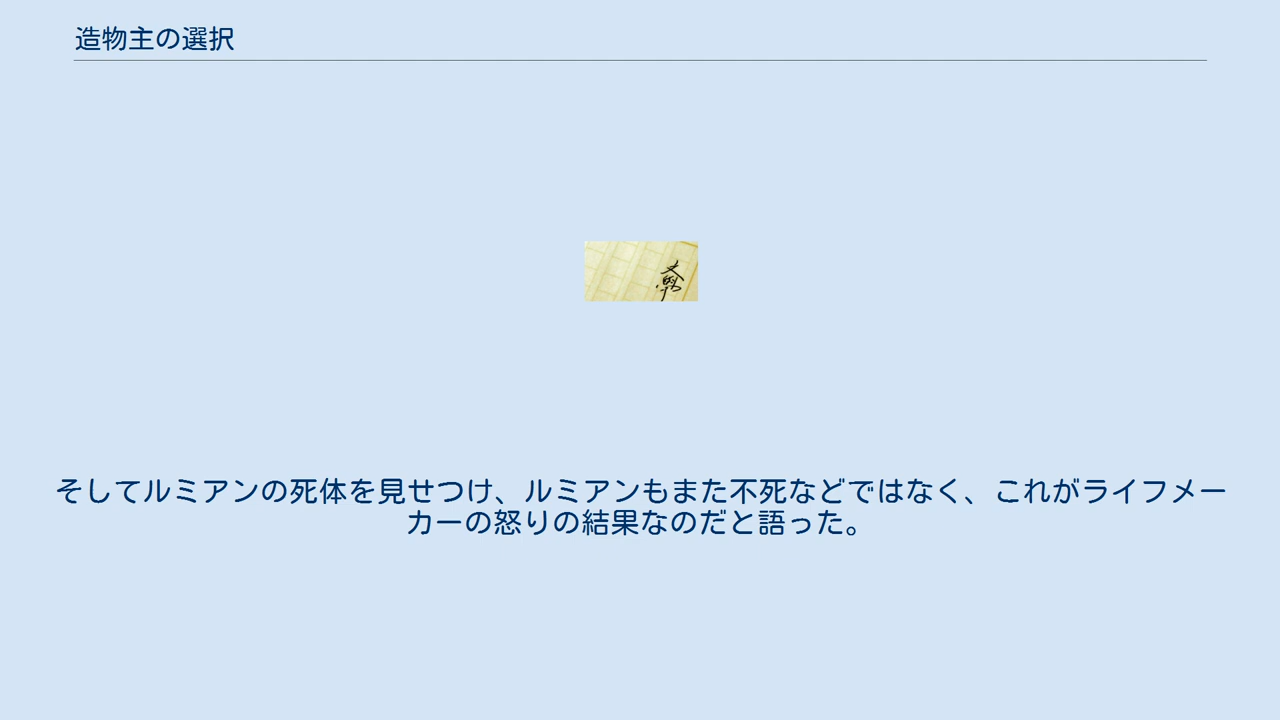 造物主の選択
そしてルミアンの死体を見せつけ、ルミアンもまた不死などではなく、これがライフメー
カーの怒りの結果なのだと語った。